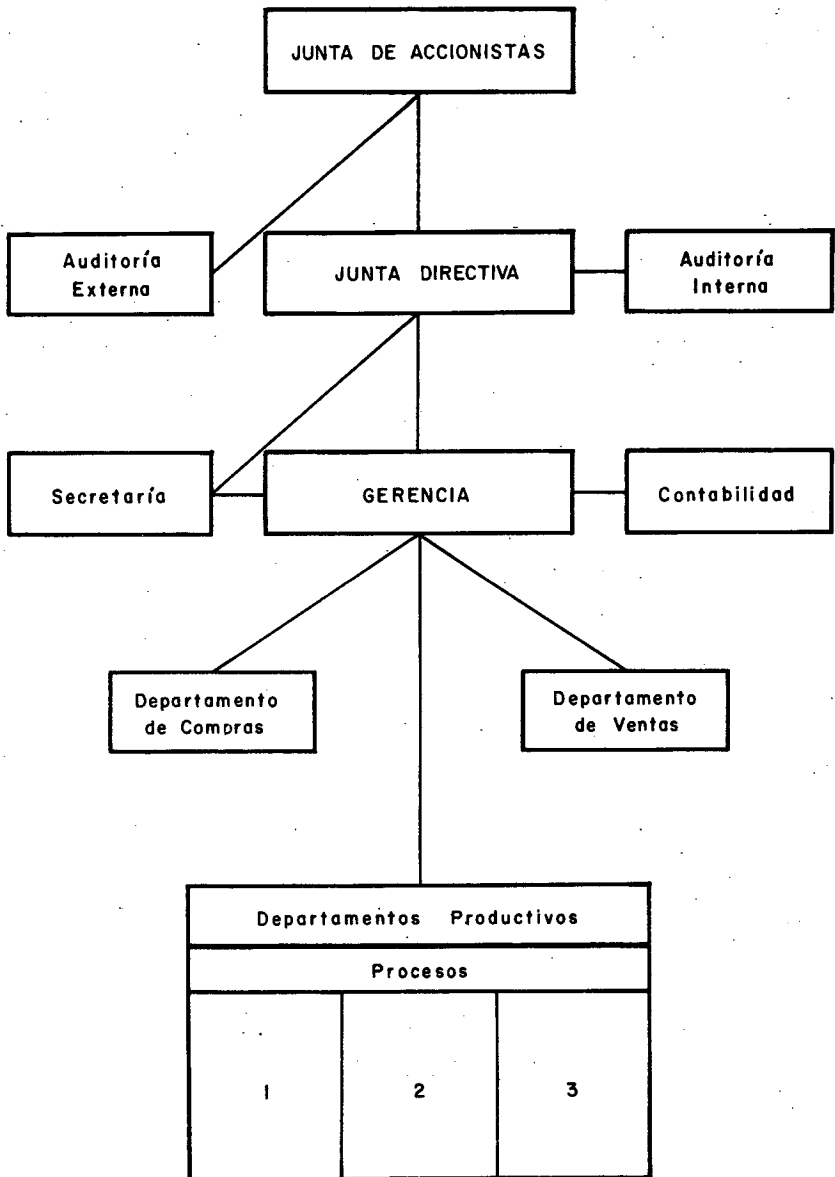 JUNTA DE ACCIONISTAS
Auditoría
Externa
JUNTA DIRECTIVA
Auditoría
Interna
Secretaría
GERENCIA
Contabilidad
Departamento
de Compras
Departamento
de Ventas
Departamentos Productivos
Procesos
1
2
3